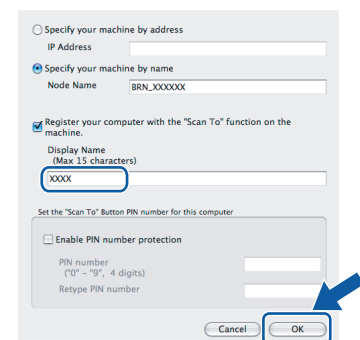 Specify your machine by address
IP Address
Specify your machine by name
Node Name BRN_XXXXXX
Register your computer with the "Scan To" function on the
machine.
Display Name
(Max 15 characters)
XXXX
Set the "Scan To" Button PIN number for this computer
Enable PIN number protection
PIN number
("0" - "9", 4 digits)
Retype PIN number
Cancel OK